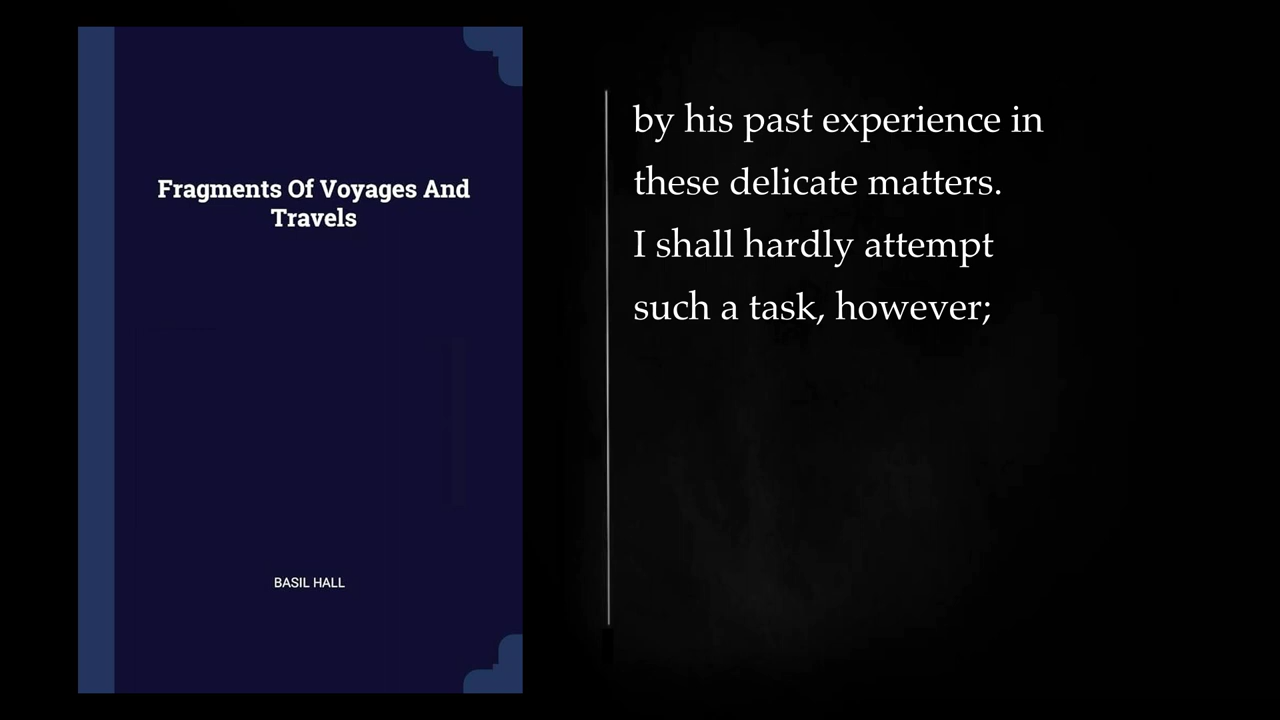 Fragments Of Voyages And
Travels
BASIL HALL
by his past experience in
these delicate matters.
I shall hardly attempt
such a task, however;